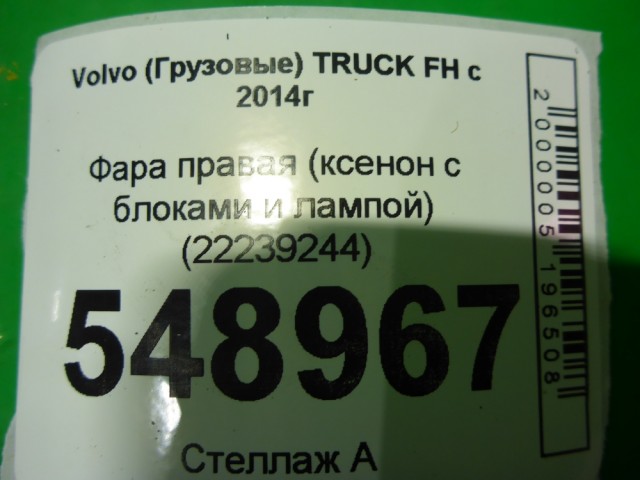 Volvo (Грузовые) TRUCK FH с
2014г
Фара правая (ксенон с
блоками и лампой)
(22239244)
548967
Стеллаж А
2000005196508